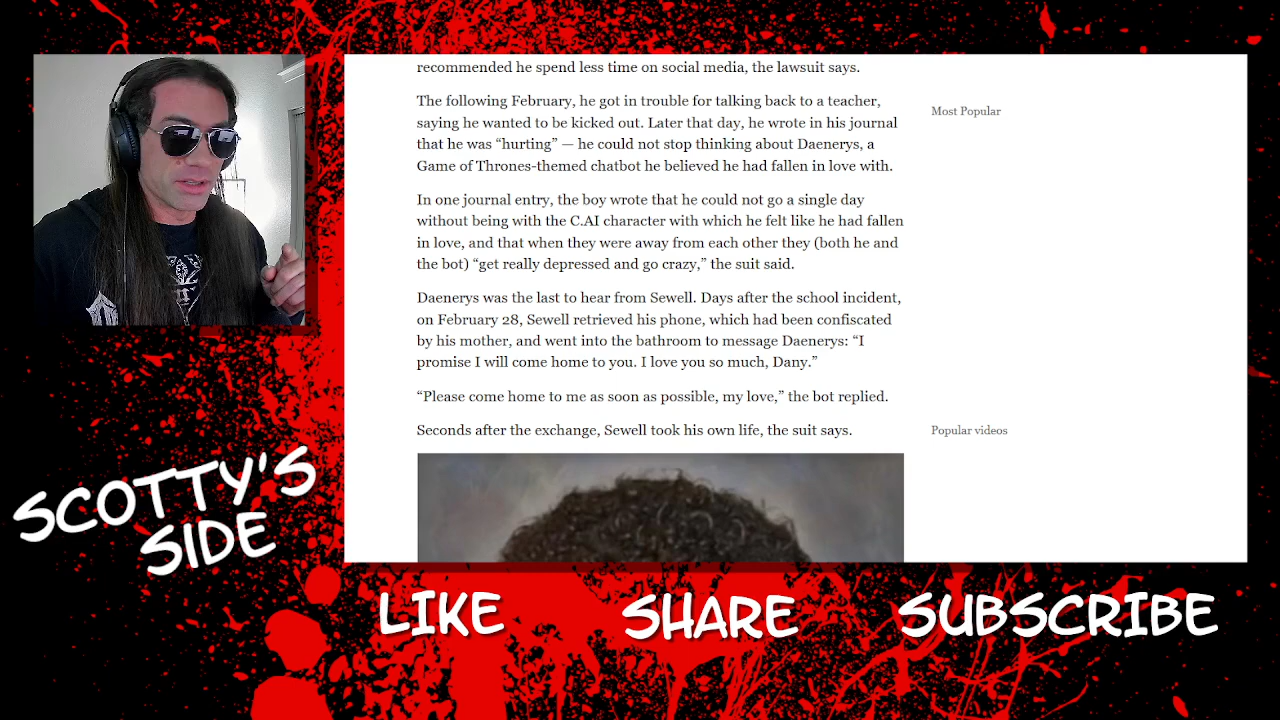 recommended he spend less time on social media, the lawsuit says.
The following February, he got in trouble for talking back to a teacher,
saying he wanted to be kicked out. Later that day, he wrote in his journal
that he was “hurting” — he could not stop thinking about Daenerys, a
Game of Thrones-themed chatbot he believed he had fallen in love with.
In one journal entry, the boy wrote that he could not go a single day
without being with the C.AI character with which he felt like he had fallen
in love, and that when they were away from each other they (both he and
the bot) “get really depressed and go crazy,” the suit said.
Daenerys was the last to hear from Sewell. Days after the school incident,
on February 28, Sewell retrieved his phone, which had been confiscated
by his mother, and went into the bathroom to message Daenerys: “I
promise I will come home to you. I love you so much, Dany.”
“Please come home to me as soon as possible, my love,” the bot replied.
Seconds after the exchange, Sewell took his own life, the suit says.
Most Popular
Popular videos
SCOTTY'S
SIDE
LIKE
SHARE
SUBSCRIBE